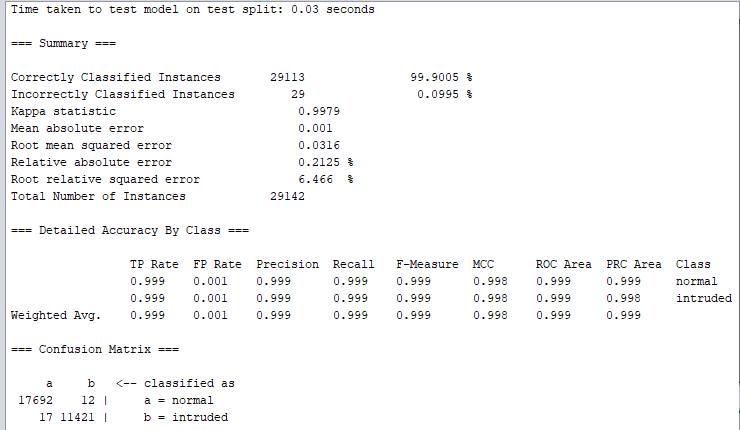 Time taken to test model on test split: 0.03 seconds
=== Summary ===
Correctly Classified Instances 29113 99.9005 %
Incorrectly Classified Instances 29 0.0995 %
Kappa statistic 0.9979
Mean absolute error 0.001
Root mean squared error 0.0316
Relative absolute error 0.2125 %
Root relative squared error 6.466 %
Total Number of Instances 29142
=== Detailed Accuracy By Class ===
TP Rate FP Rate Precision Recall F-Measure MCC ROC Area PRC Area Class
0.999 0.001 0.999 0.999 0.999 0.998 0.999 0.999 normal
0.999 0.001 0.999 0.999 0.999 0.998 0.999 0.998 intruded
Weighted Avg. 0.999 0.001 0.999 0.999 0.999 0.998 0.999 0.999
=== Confusion Matrix ===
a b <-- classified as
17692 12 | a = normal
17 11421 | b = intruded